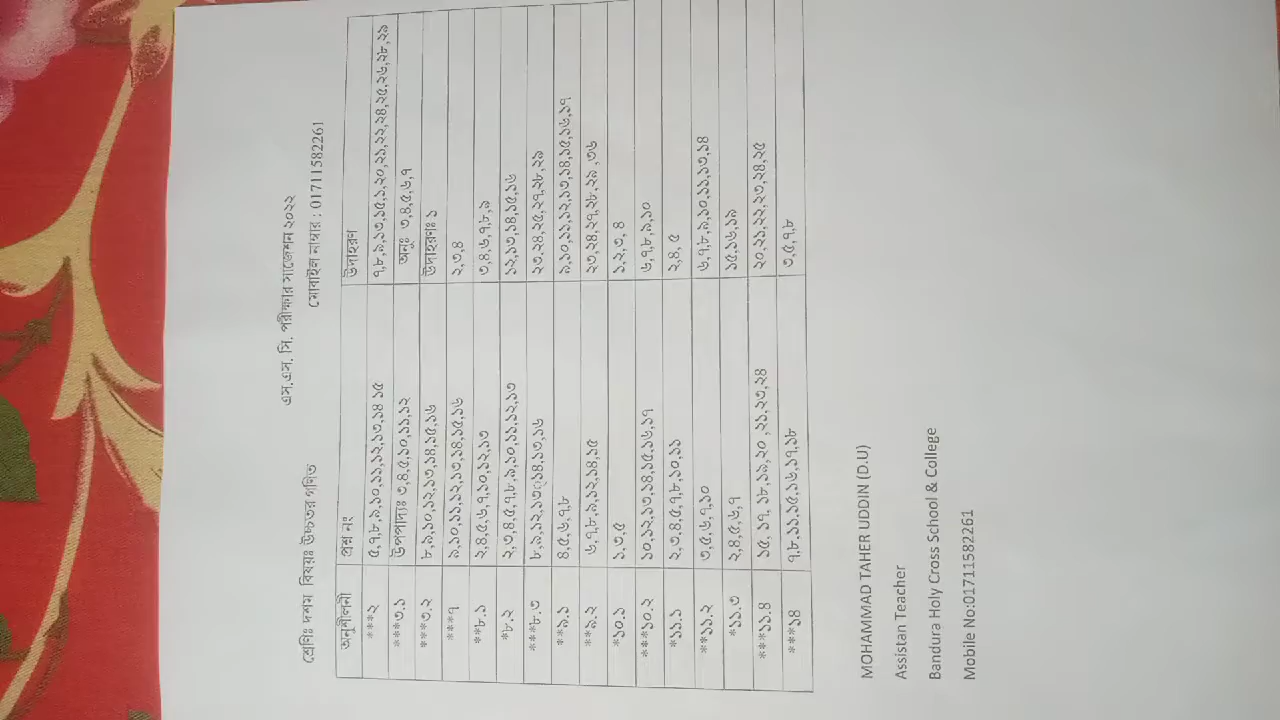 এস.এস. সি. পরীক্ষার সাজেশন ২০২২
শ্রেণিঃ দশম বিষয়ঃ উচ্চতর গণিত মোবাইল নাম্বার : 01711582261
অনুশীলনী প্রশ্ন নং উদাহরণ
***২ ৫,৭,৮,৯,১০,১১,১২,১৩,১৪ ১৫ ৭,৮,৯,১৩,১৫,১,২০,২১,২২,২৪,২৫,২৬,২৮,২৯
***৩.১ উপপাদ্যঃ ৩,৪,৫,১০,১১,১২ অনুঃ ৩,৪,৫,৬,৭
***৩.২ ৮,৯,১০,১২,১৩,১৪,১৫,১৬ উদাহরণঃ ১
***৭ ৯,১০,১১,১২,১৩,১৪,১৫,১৬ ২,৩,৪
**৮.১ ২,৪,৫,৬,৭,১০,১২,১৩ ৩,৪,৬,৭,৮,৯
*৮.২ ২,৩,৪,৫,৭,৮,৯,১০,১১,১২,১৩ ১২,১৩,১৪,১৫,১৬
***৮.৩ ৮,৯,১২,১৩,১৪,১৩,১৬ ২৩,২৪,২৫,২৭,২৮,২৯
**৯.১ ৪,৫,৬,৭,৮ ৯,১০,১১,১২,১৩,১৪,১৫,১৬,১৭
**৯.২ ৬,৭,৮,৯,১২,১৪,১৫ ২৩,২৪,২৭,২৮,২৯ ,৩৬
*১০.১ ১,৩,৫ ১,২,৩, ৪
***১০.২ ১০,১২,১৩,১৪,১৫,১৬,১৭ ৬,৭,৮,৯,১০
*১১.১ ২,৩,৪,৫,৭,৮,১০,১১ ২,৪, ৫
**১১.২ ৩,৫,৬,৭,১০ ৬,৭,৮,৯,১০,১১,১৩,১৪
*১১.৩ ২,৪,৫,৬,৭ ১৫,১৬,১৯
***১১.৪ ১৫, ১৭, ১৮,১৯,২০ ,২১,২৩,২৪ ২০,২১,২২,২৩,২৪,২৫
***১৪ ৭,৮,১১,১৫,১৬,১৭,১৮ ৩,৫,৭,৮
MOHAMMAD TAHER UDDIN (D.U)
Assistan Teacher
Bandura Holy Cross School & College
Mobile No:01711582261